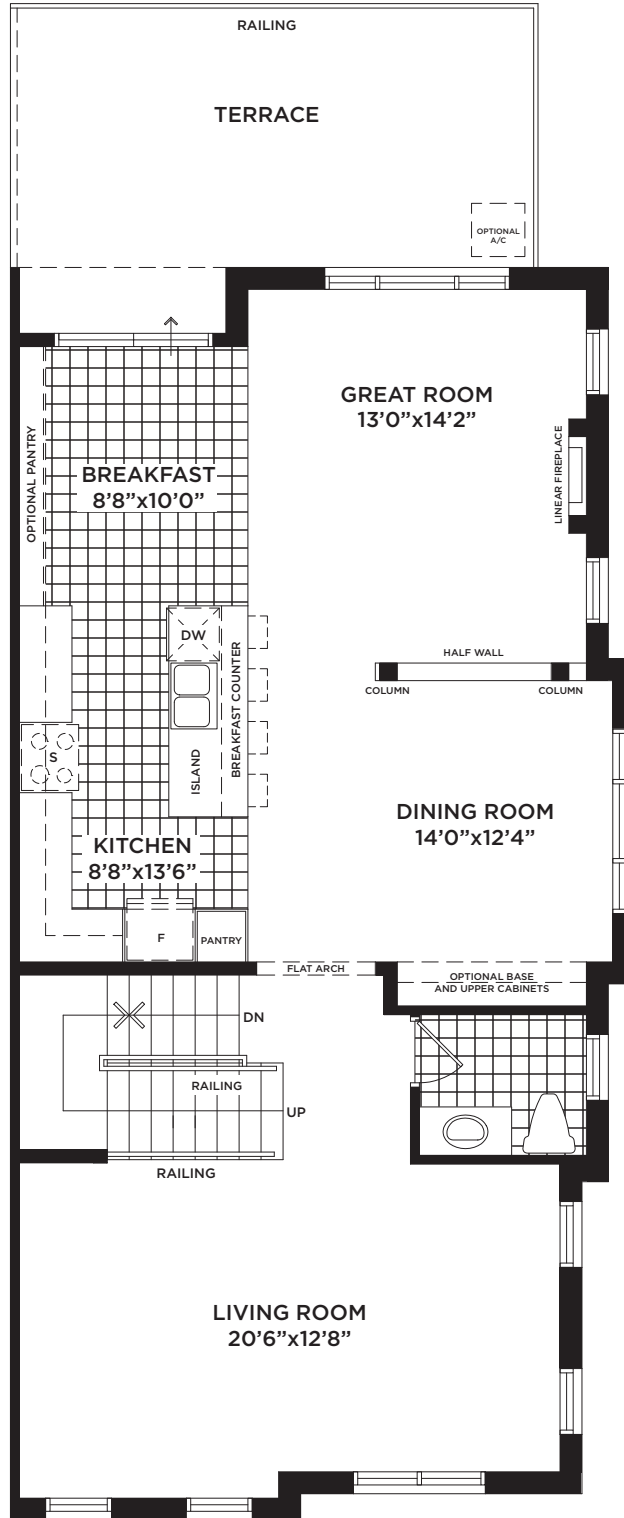 RAILING
TERRACE
OPTIONAL
A/C
GREAT ROOM
13'0”x14'2”
LINEAR FIREPLACE
OPTIONAL PANTRY
BREAKFAST
8'8”x10'0”
DW
BREAKFAST COUNTER
ISLAND
HALF WALL
COLUMN
COLUMN
S
DINING ROOM
14'0”x12'4”
KITCHEN
8'8”x13'6”
F
PANTRY
FLAT ARCH
OPTIONAL BASE
AND UPPER CABINETS
DN
RAILING
UP
RAILING
LIVING ROOM
20'6”x12'8”